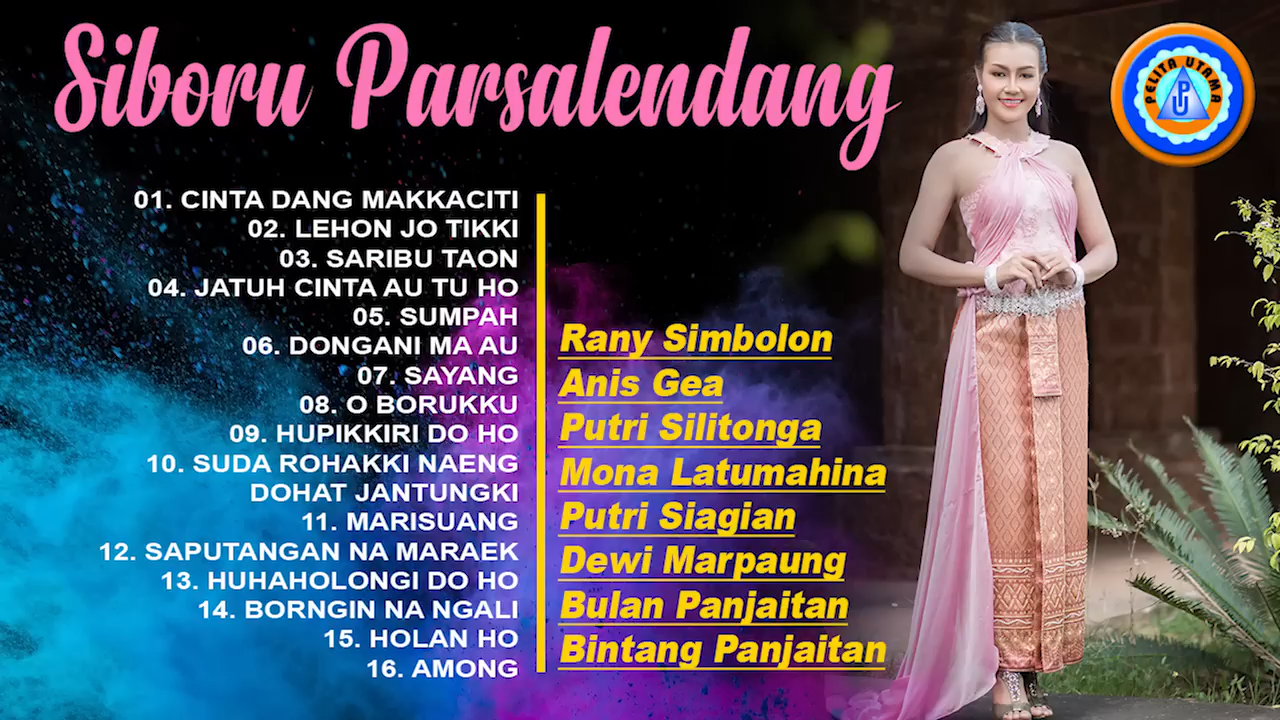 Siboru Parsalendang
PELITA UTAMA
PU
01. CINTA DANG MAKKACITI
02. LEHON JO TIKKI
03. SARIBU TAON
04. JATUH CINTA AU TU HO
05. SUMPAH
06. DONGANI MA AU
07. SAYANG
08. O BORUKKU
09. HUPIKKIRI DO HO
10. SUDA ROHAKKI NAENG
DOHAT JANTUNGKI
11. MARISUANG
12. SAPUTANGAN NA MARAEK
13. HUHAHOLONGI DO HO
14. BORNGIN NA NGALI
15. HOLAN HO
16. AMONG
Rany Simbolon
Anis Gea
Putri Silitonga
Mona Latumahina
Putri Siagian
Dewi Marpaung
Bulan Panjaitan
Bintang Panjaitan